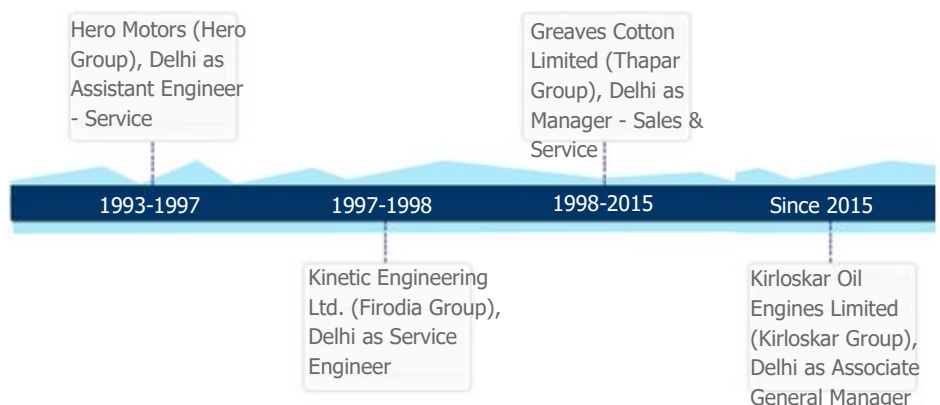 Hero Motors (Hero
Group), Delhi as
Assistant Engineer
- Service
Greaves Cotton
Limited (Thapar
Group), Delhi as
Manager - Sales &
Service
1993-1997
1997-1998
1998-2015
Since 2015
Kinetic Engineering
Ltd. (Firodia Group),
Delhi as Service
Engineer
Kirloskar Oil
Engines Limited
(Kirloskar Group),
Delhi as Associate
General Manager